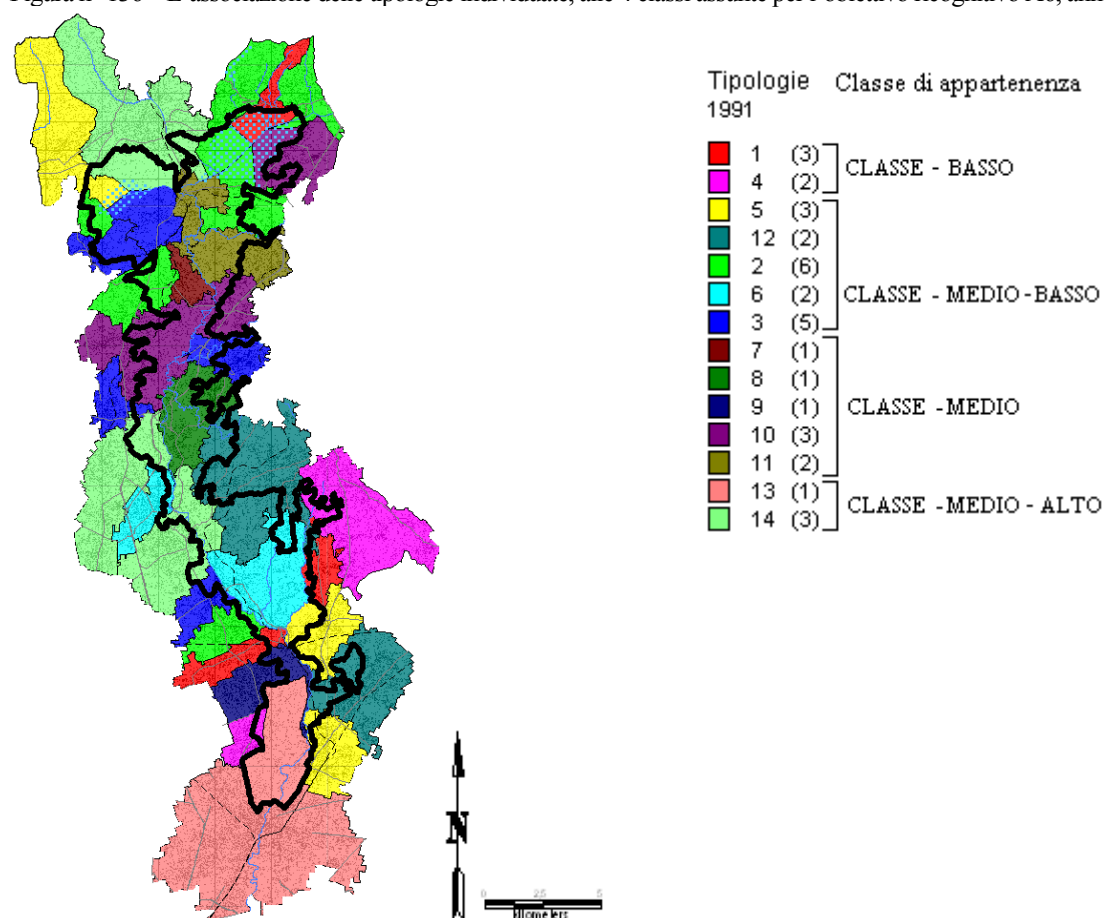 Tipologie Classe di appartenenza
1991
1 (3)
4 (2)
CLASSE - BASSO
5 (3)
12 (2)
2 (6)
6 (2)
3 (5)
CLASSE - MEDIO - BASSO
7 (1)
8 (1)
9 (1)
10 (3)
11 (2)
CLASSE - MEDIO
13 (1)
14 (3)
CLASSE - MEDIO - ALTO
N
0 2.5 5
kilometers